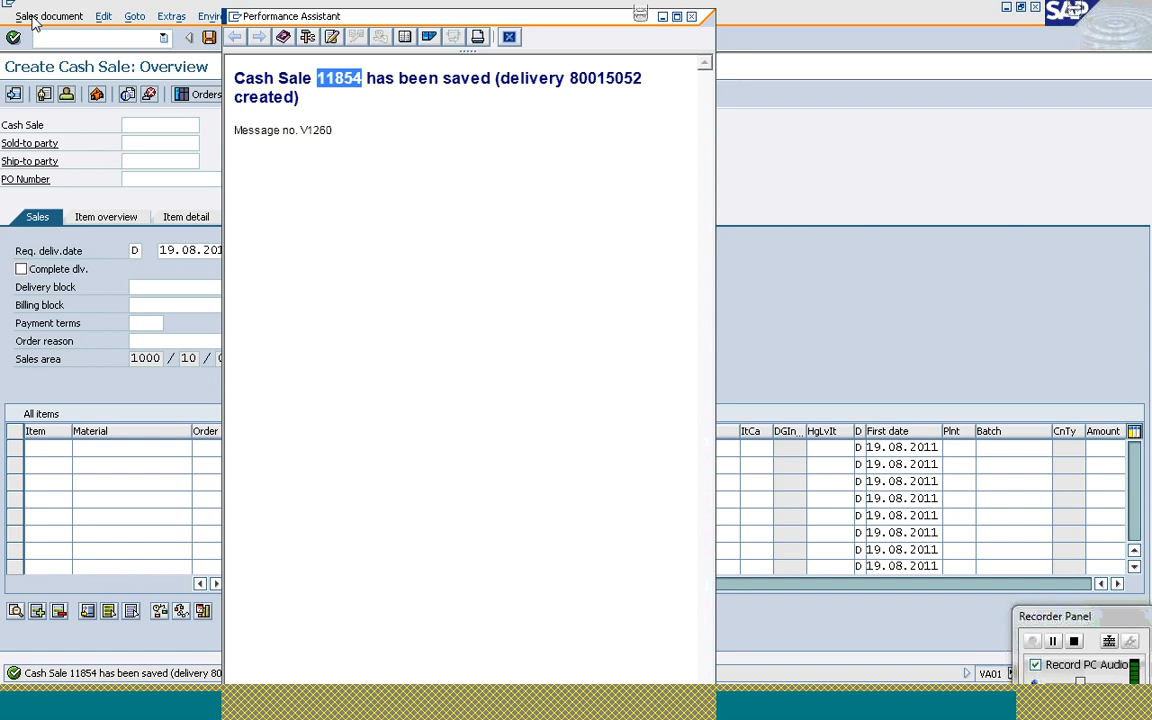 Sales document Edit Goto Extras Envir
Performance Assistant
SAP
Create Cash Sale: Overview
Orders
Cash Sale 11854 has been saved (delivery 80015052
created)
Message no. V1260
Cash Sale
Sold-to party
Ship-to party
PO Number
Sales Item overview Item detail
Req. deliv.date D 19.08.201
Complete dlv.
Delivery block
Billing block
Payment terms
Order reason
Sales area 1000 / 10 /
All items
Item Material Order ItCa DGIn... HgLvIt D First date Plnt Batch CnTy Amount
D 19.08.2011
D 19.08.2011
D 19.08.2011
D 19.08.2011
D 19.08.2011
D 19.08.2011
D 19.08.2011
D 19.08.2011
Recorder Panel
Record PC Audio
Cash Sale 11854 has been saved (delivery 80
VA01